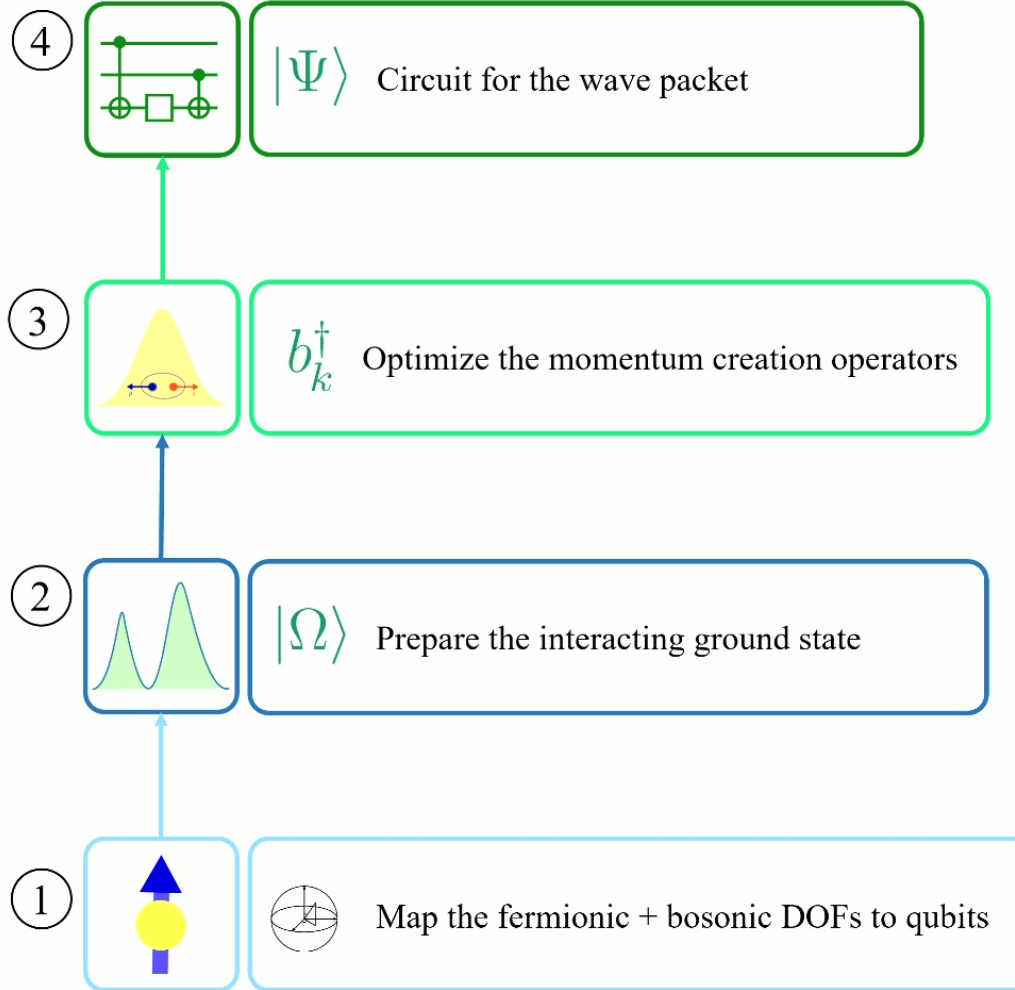 4
|Ψ⟩ Circuit for the wave packet
3
b†k Optimize the momentum creation operators
2
|Ω⟩ Prepare the interacting ground state
1
Map the fermionic + bosonic DOFs to qubits